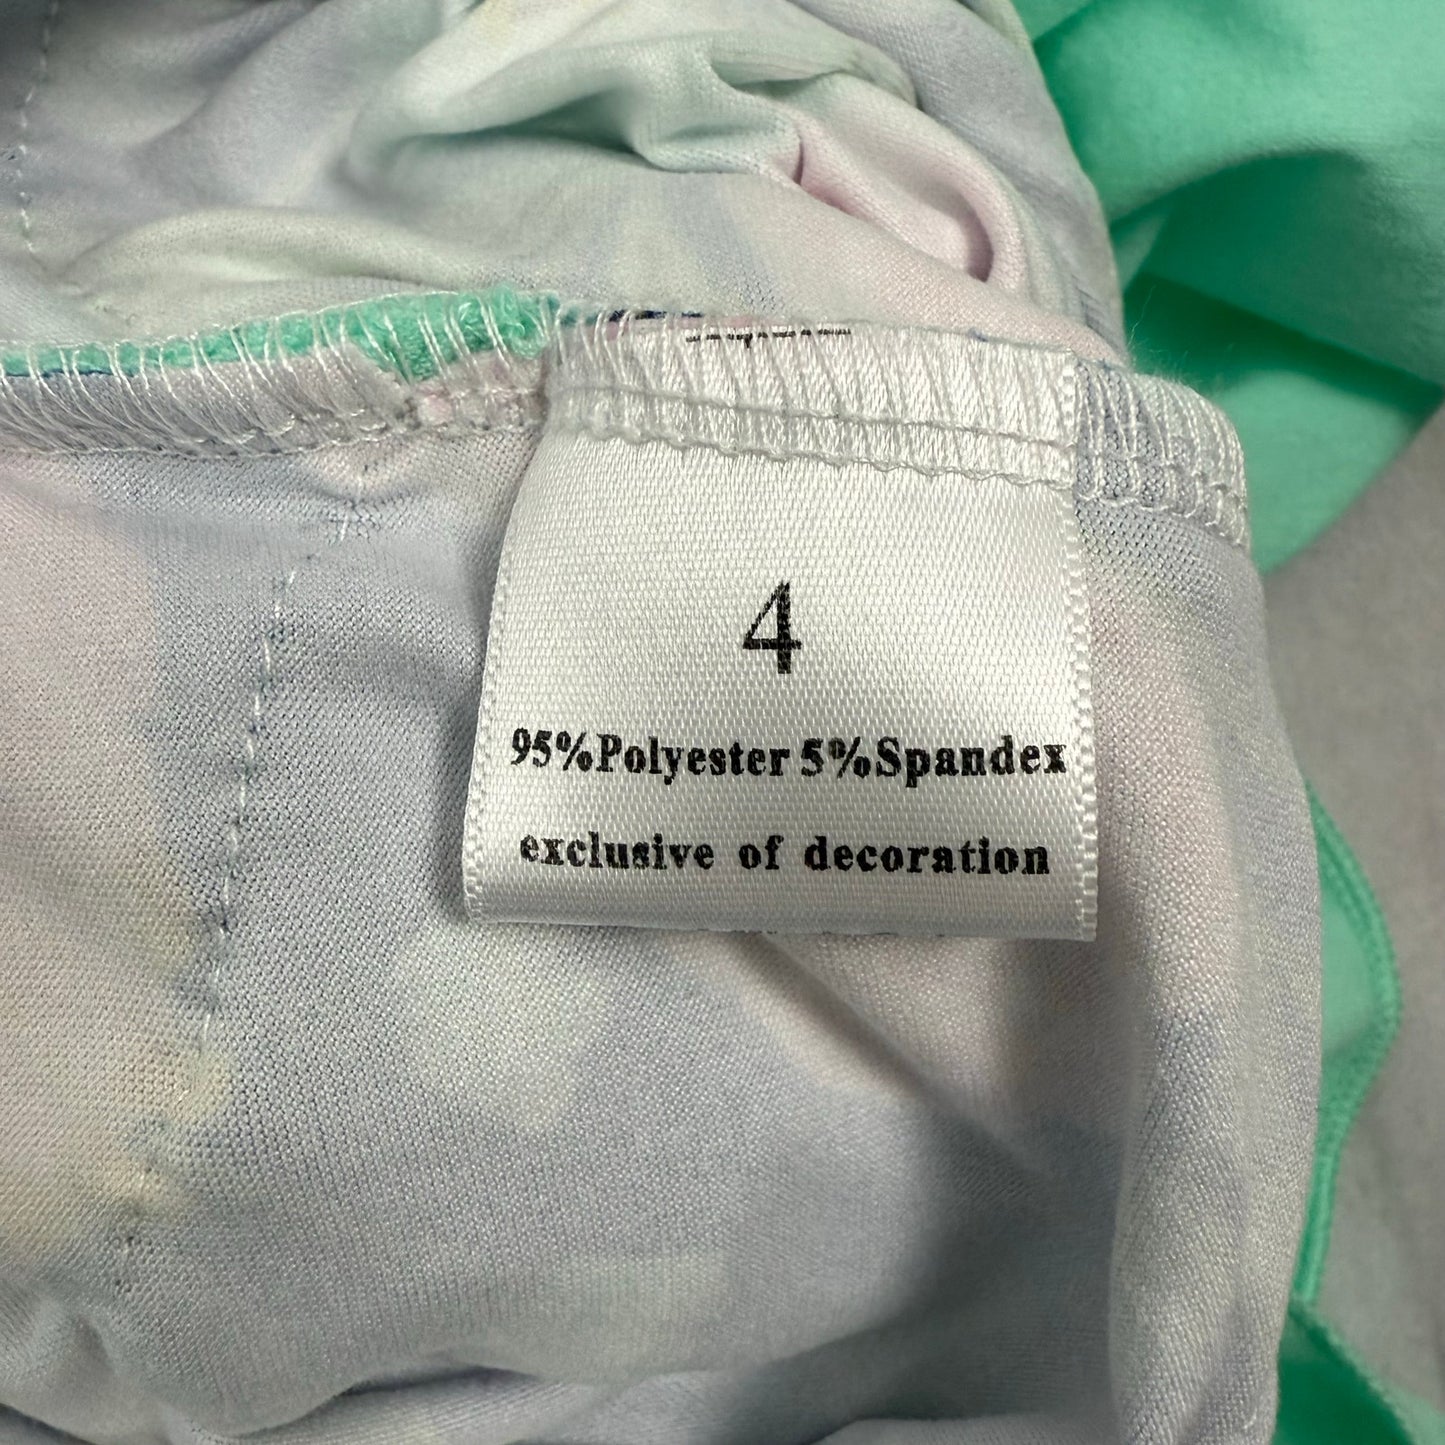 4
95%Polyester 5%Spandex
exclusive of decoration